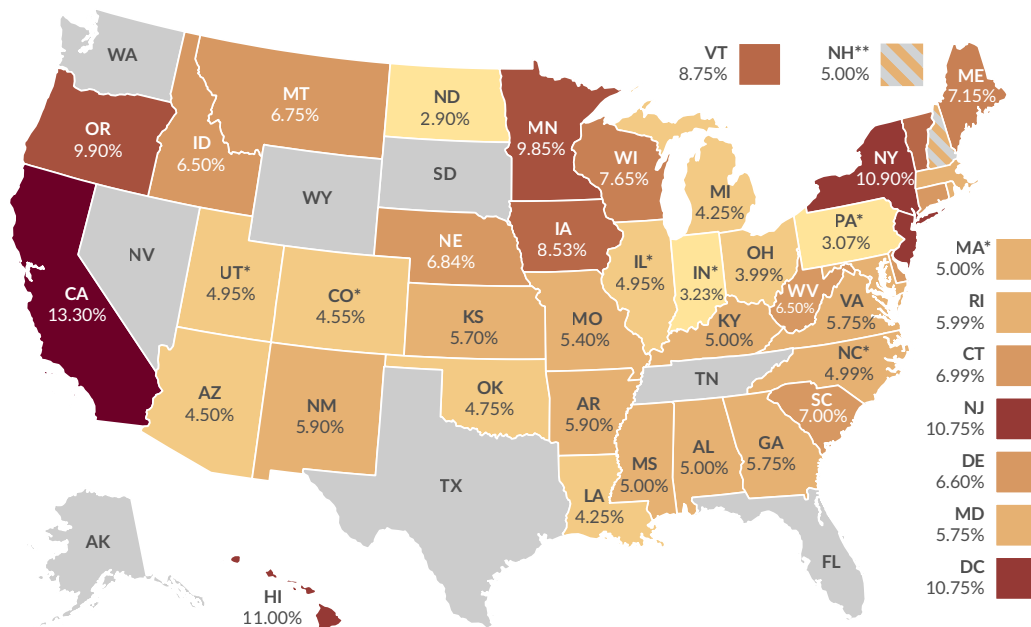 WA
VT
8.75%
NH**
5.00%
ME
7.15%
MT
6.75%
ND
2.90%
OR
9.90%
ID
6.50%
MN
9.85%
WI
7.65%
NY
10.90%
SD
MI
4.25%
WY
PA*
3.07%
IA
8.53%
NE
6.84%
NV
UT*
4.95%
CO*
4.55%
IL*
4.95%
IN*
3.23%
OH
3.99%
WV
6.50%
VA
5.75%
MA*
5.00%
CA
13.30%
KS
5.70%
MO
5.40%
KY
5.00%
RI
5.99%
NC*
4.99%
CT
6.99%
TN
AZ
4.50%
NM
5.90%
OK
4.75%
AR
5.90%
SC
7.00%
NJ
10.75%
MS
5.00%
AL
5.00%
GA
5.75%
DE
6.60%
TX
LA
4.25%
MD
5.75%
AK
FL
DC
10.75%
HI
11.00%